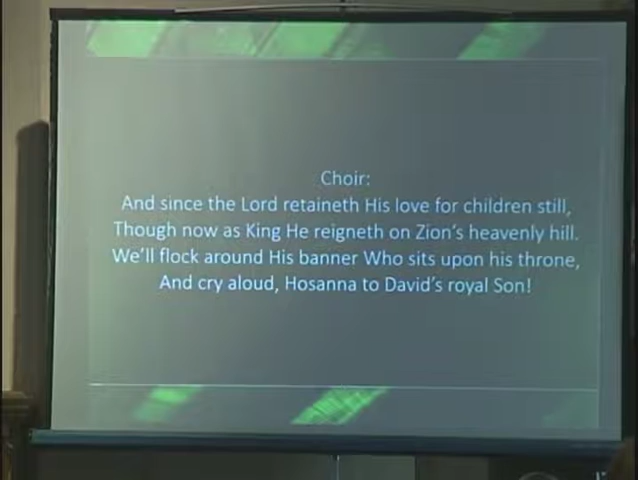 Choir:
And since the Lord retaineth His love for children still,
Though now as King He reigneth on Zion's heavenly hill.
We'll flock around His banner Who sits upon his throne,
And cry aloud, Hosanna to David's royal Son!